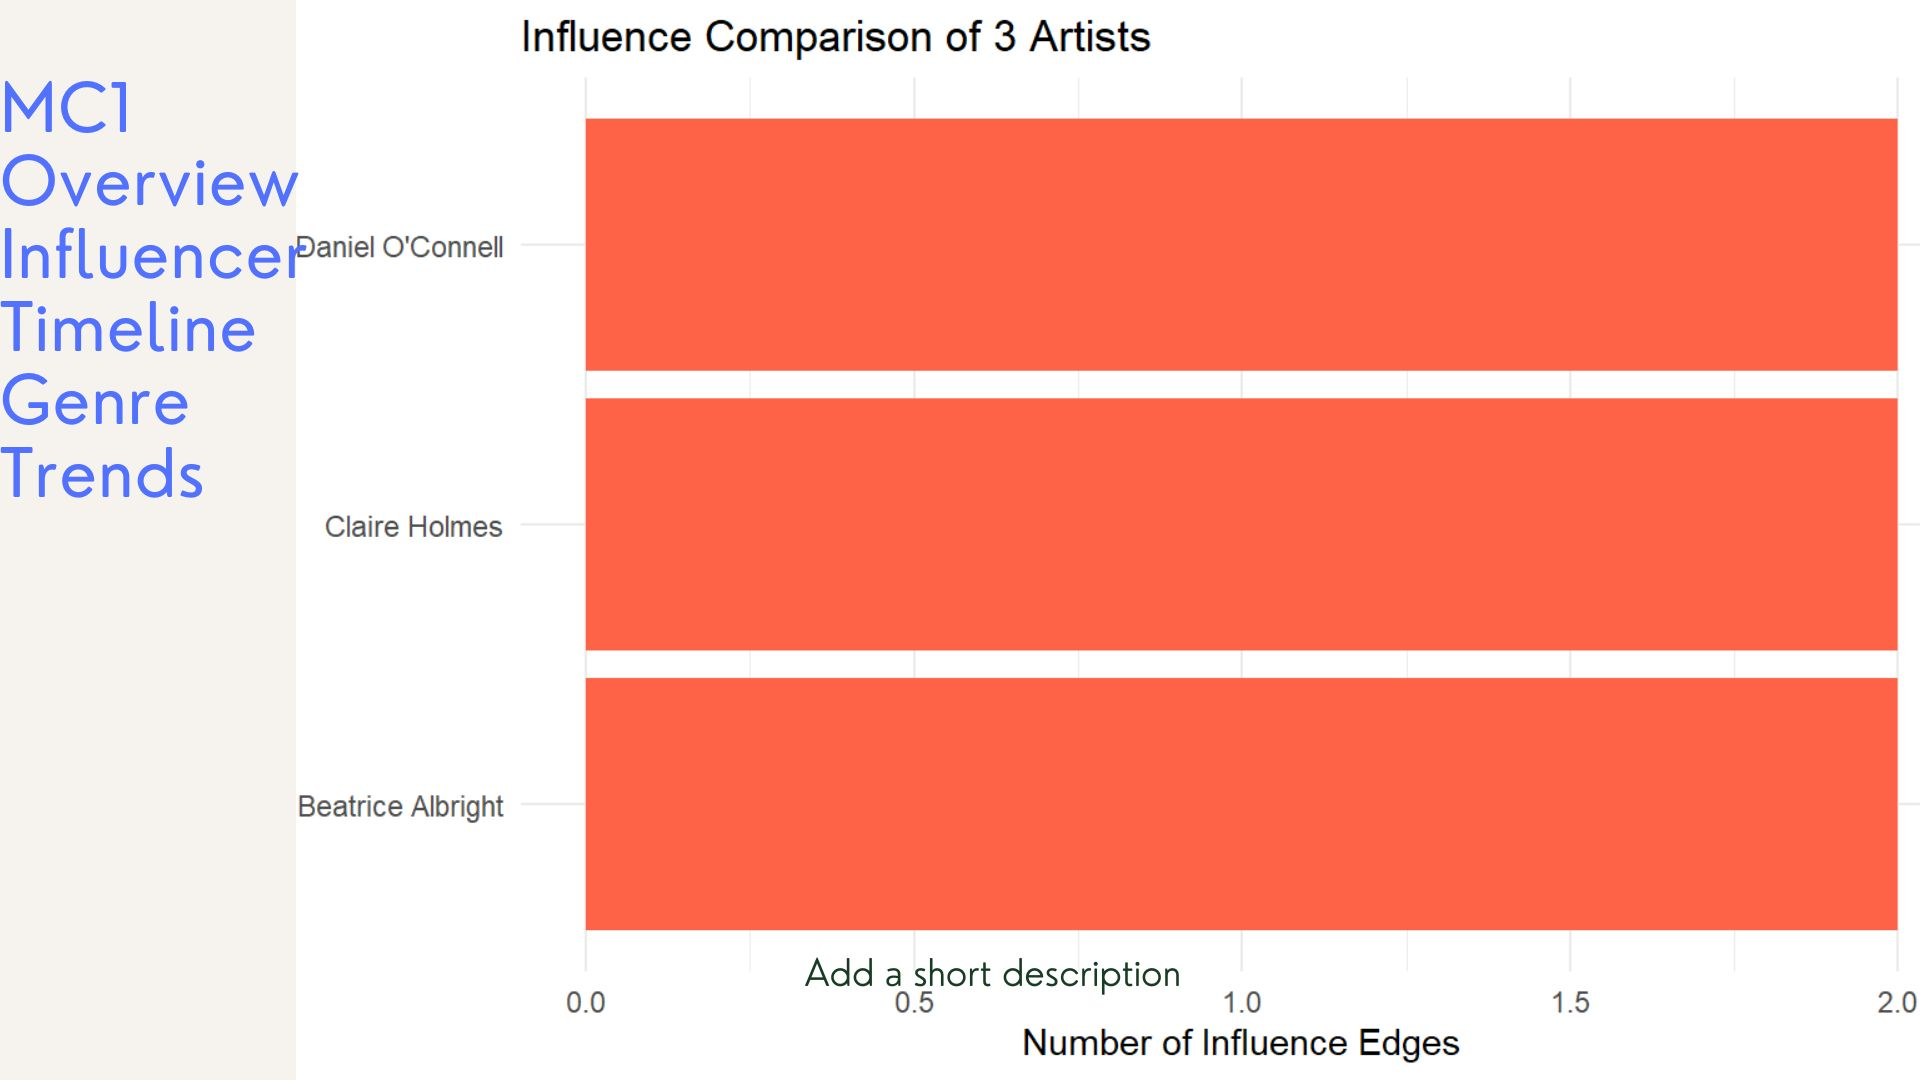 Influence Comparison of 3 Artists
MC1
Overview
Influencer
Timeline
Genre
Trends
Daniel O'Connell
Claire Holmes
Beatrice Albright
Add a short description
0.0 0.5 1.0 1.5 2.0
Number of Influence Edges